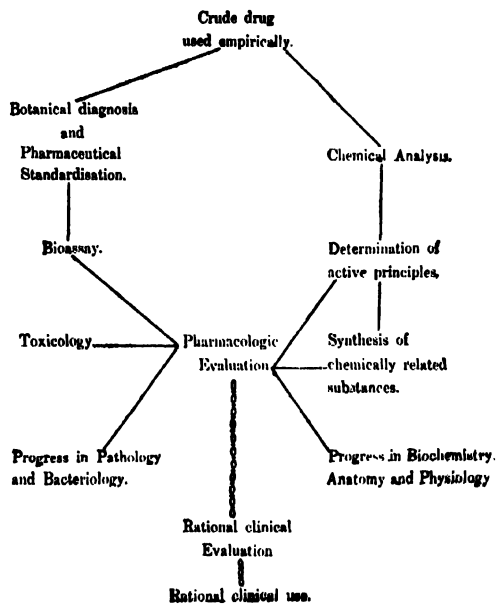 Crude drug
used empirically.
Botanical diagnosis
and
Pharmaceutical
Standardisation.
Chemical Analysis.
Bioassay.
Determination of
active principles,
Toxicology
Pharmacologic
Evaluation
Synthesis of
chemically related
substances.
Progress in Pathology
and Bacteriology.
Progress in Biochemistry.
Anatomy and Physiology
Rational clinical
Evaluation
Rational clinical use.